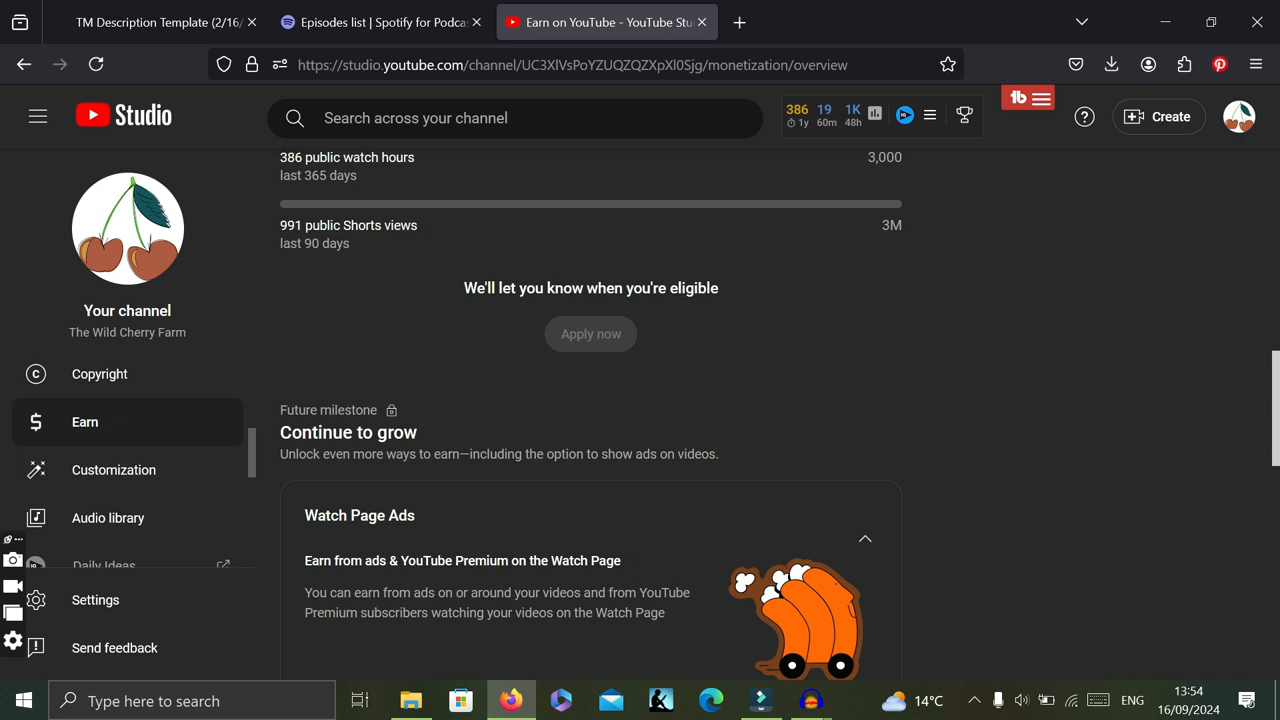 TM Description Template (2/16/
Episodes list | Spotify for Podcas
Earn on YouTube - YouTube Stu
https://studio.youtube.com/channel/UC3XlVsPoYZUQZQZXpXl0Sjg/monetization/overview
Studio
Search across your channel
386 19 1K
1y 60m 48h
Create
386 public watch hours 3,000
last 365 days
991 public Shorts views 3M
last 90 days
We'll let you know when you're eligible
Apply now
Your channel
The Wild Cherry Farm
Copyright
Earn
Customization
Audio library
Daily Ideas
Settings
Send feedback
Future milestone
Continue to grow
Unlock even more ways to earn—including the option to show ads on videos.
Watch Page Ads
Earn from ads & YouTube Premium on the Watch Page
You can earn from ads on or around your videos and from YouTube
Premium subscribers watching your videos on the Watch Page
Type here to search
14°C
ENG
13:54
16/09/2024